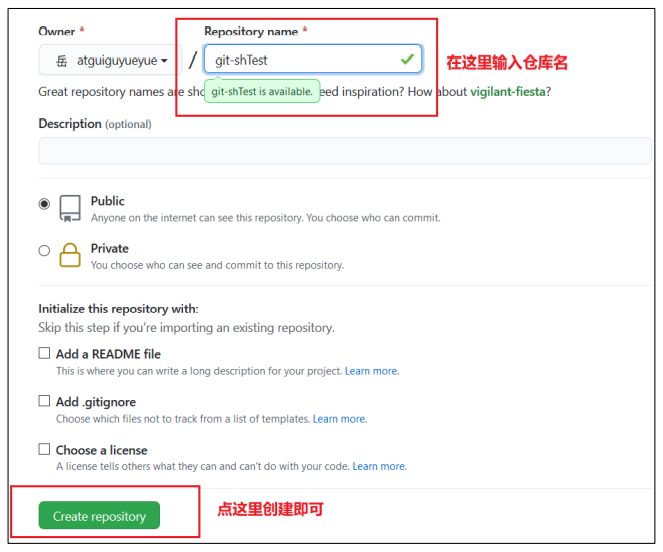 Owner * Repository name *
岳 atguiguyueyue / git-shTest
在这里输入仓库名
git-shTest is available.
Great repository names are sho eed inspiration? How about vigilant-fiesta?
Description (optional)
Public
Anyone on the internet can see this repository. You choose who can commit.
Private
You choose who can see and commit to this repository.
Initialize this repository with:
Skip this step if you're importing an existing repository.
Add a README file
This is where you can write a long description for your project. Learn more.
Add .gitignore
Choose which files not to track from a list of templates. Learn more.
Choose a license
A license tells others what they can and can't do with your code. Learn more.
Create repository
点这里创建即可